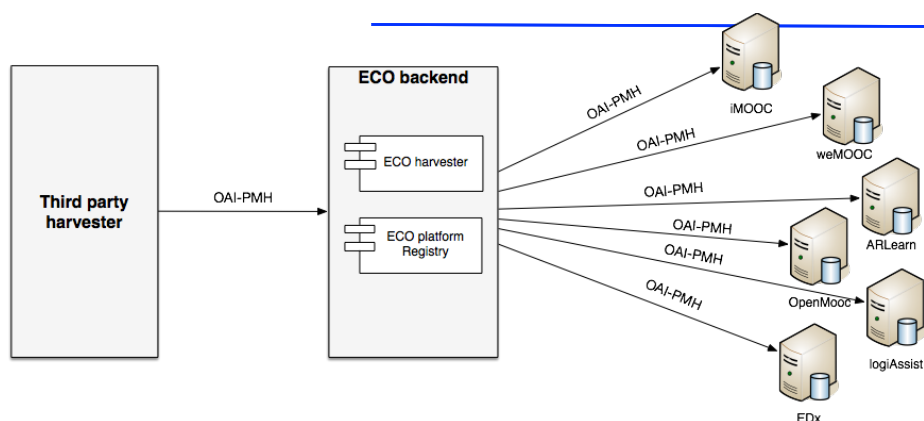 ECO backend
ECO harvester
ECO platform
Registry
Third party
harvester
OAI-PMH
OAI-PMH
OAI-PMH
OAI-PMH
OAI-PMH
OAI-PMH
OAI-PMH
iMOOC
weMOOC
ARLearn
OpenMooc
logiAssist
EDx